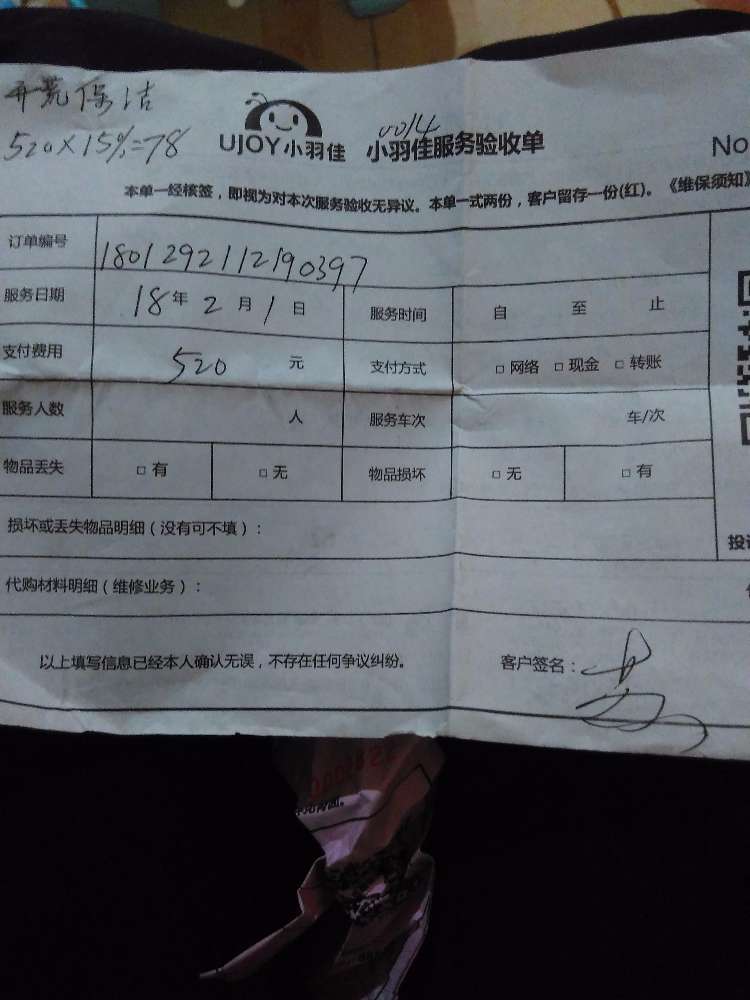 开荒保洁
520×15%=78
UJOY小羽佳
0014
小羽佳服务验收单
No
本单一经核签，即视为对本次服务验收无异议。本单一式两份，客户留存一份(红)。《维保须知》
订单编号 1801292112190397
服务日期 18年2月1日 服务时间 自 至 止
支付费用 520 元 支付方式 □ 网络 □ 现金 □ 转账
服务人数 人 服务车次 车/次
物品丢失 □ 有 □ 无 物品损坏 □ 无 □ 有
损坏或丢失物品明细（没有可不填）：
投诉
代购材料明细（维修业务）：
以上填写信息已经本人确认无误，不存在任何争议纠纷。 客户签名：